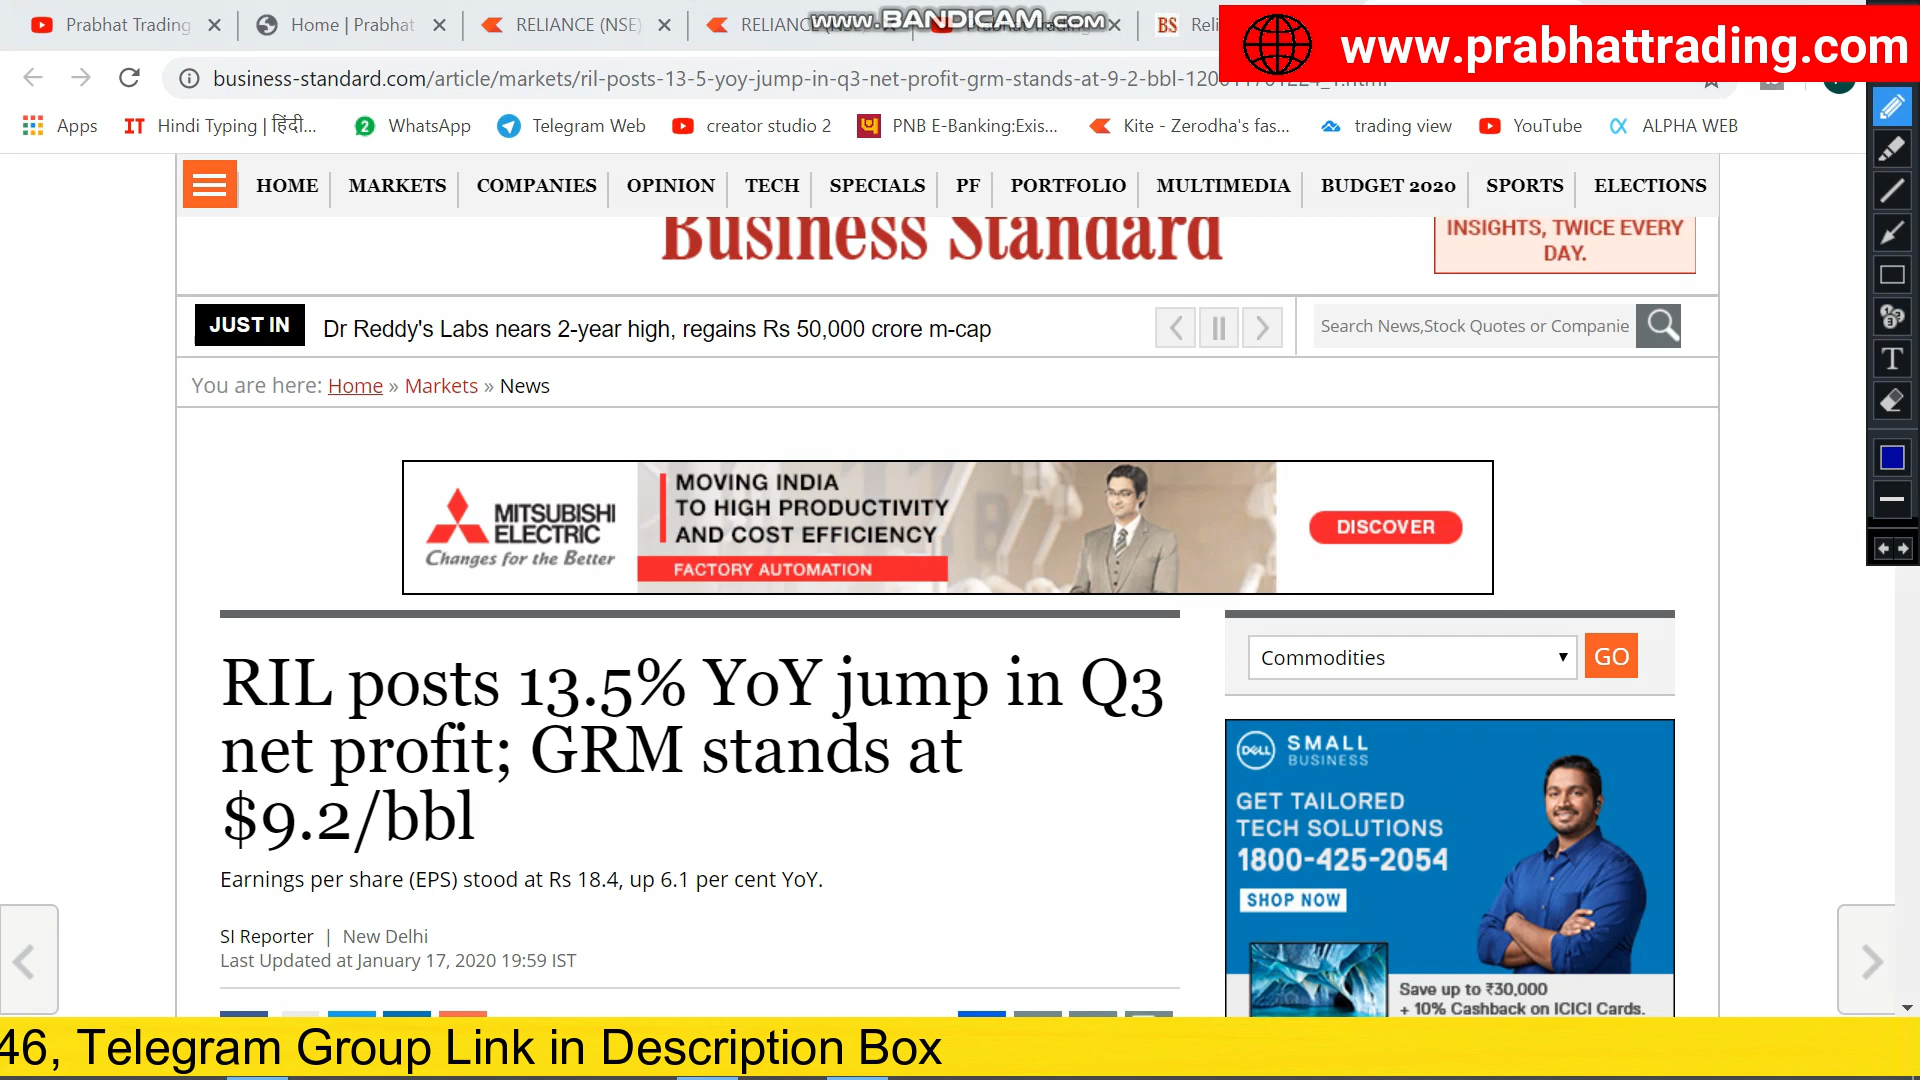 Prabhat Trading
Home | Prabhat
RELIANCE (NSE)
www.BANDICAM.com
www.prabhattrading.com
business-standard.com/article/markets/ril-posts-13-5-yoy-jump-in-q3-net-profit-grm-stands-at-9-2-bbl-
Apps
Hindi Typing | हिंदी...
2 WhatsApp
Telegram Web
creator studio 2
PNB E-Banking:Exis...
Kite - Zerodha's fas...
trading view
YouTube
ALPHA WEB
HOME
MARKETS
COMPANIES
OPINION
TECH
SPECIALS
PF
PORTFOLIO
MULTIMEDIA
BUDGET 2020
SPORTS
ELECTIONS
Business Standard
INSIGHTS, TWICE EVERY
DAY.
JUST IN
Dr Reddy's Labs nears 2-year high, regains Rs 50,000 crore m-cap
Search News,Stock Quotes or Companie
You are here: Home » Markets » News
MITSUBISHI
ELECTRIC
Changes for the Better
MOVING INDIA
TO HIGH PRODUCTIVITY
AND COST EFFICIENCY
FACTORY AUTOMATION
DISCOVER
RIL posts 13.5% YoY jump in Q3
net profit; GRM stands at
$9.2/bbl
Earnings per share (EPS) stood at Rs 18.4, up 6.1 per cent YoY.
SI Reporter | New Delhi
Last Updated at January 17, 2020 19:59 IST
Commodities
GO
DELL
SMALL
BUSINESS
GET TAILORED
TECH SOLUTIONS
1800-425-2054
SHOP NOW
Save up to ₹30,000
+ 10% Cashback on ICICI Cards.
46, Telegram Group Link in Description Box